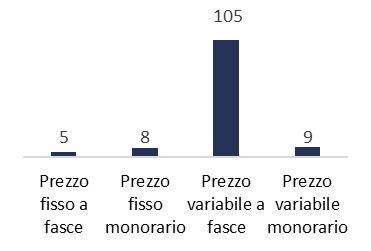 105
5
8
9
Prezzo fisso a fasce
Prezzo fisso monorario
Prezzo variabile a fasce
Prezzo variabile monorario